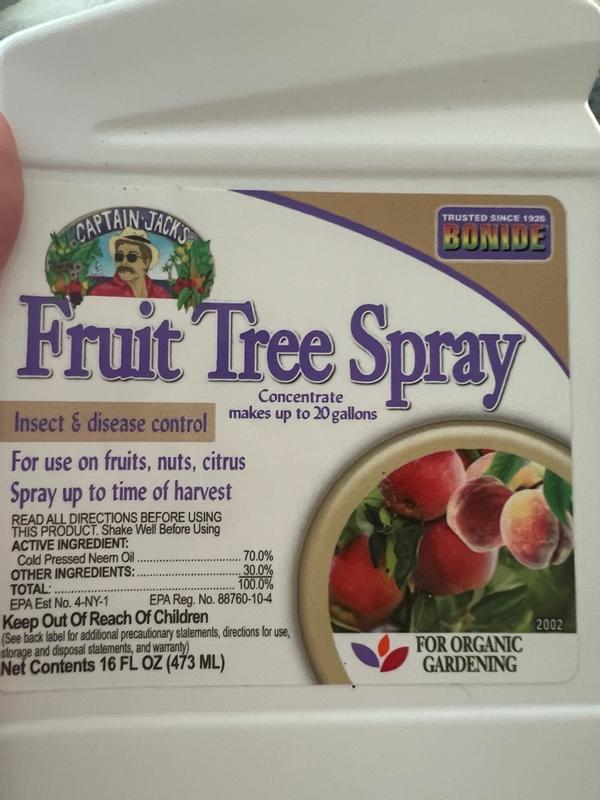 CAPTAIN JACK'S
TRUSTED SINCE 1926
BONIDE
Fruit Tree Spray
Concentrate
makes up to 20 gallons
Insect & disease control
For use on fruits, nuts, citrus
Spray up to time of harvest
READ ALL DIRECTIONS BEFORE USING
THIS PRODUCT. Shake Well Before Using
ACTIVE INGREDIENT:
Cold Pressed Neem Oil .......................... 70.0%
OTHER INGREDIENTS: .......................... 30.0%
TOTAL: .......................................... 100.0%
EPA Est No. 4-NY-1 EPA Reg. No. 88760-10-4
Keep Out Of Reach Of Children
(See back label for additional precautionary statements, directions for use,
storage and disposal statements, and warranty)
Net Contents 16 FL OZ (473 ML)
2002
FOR ORGANIC
GARDENING